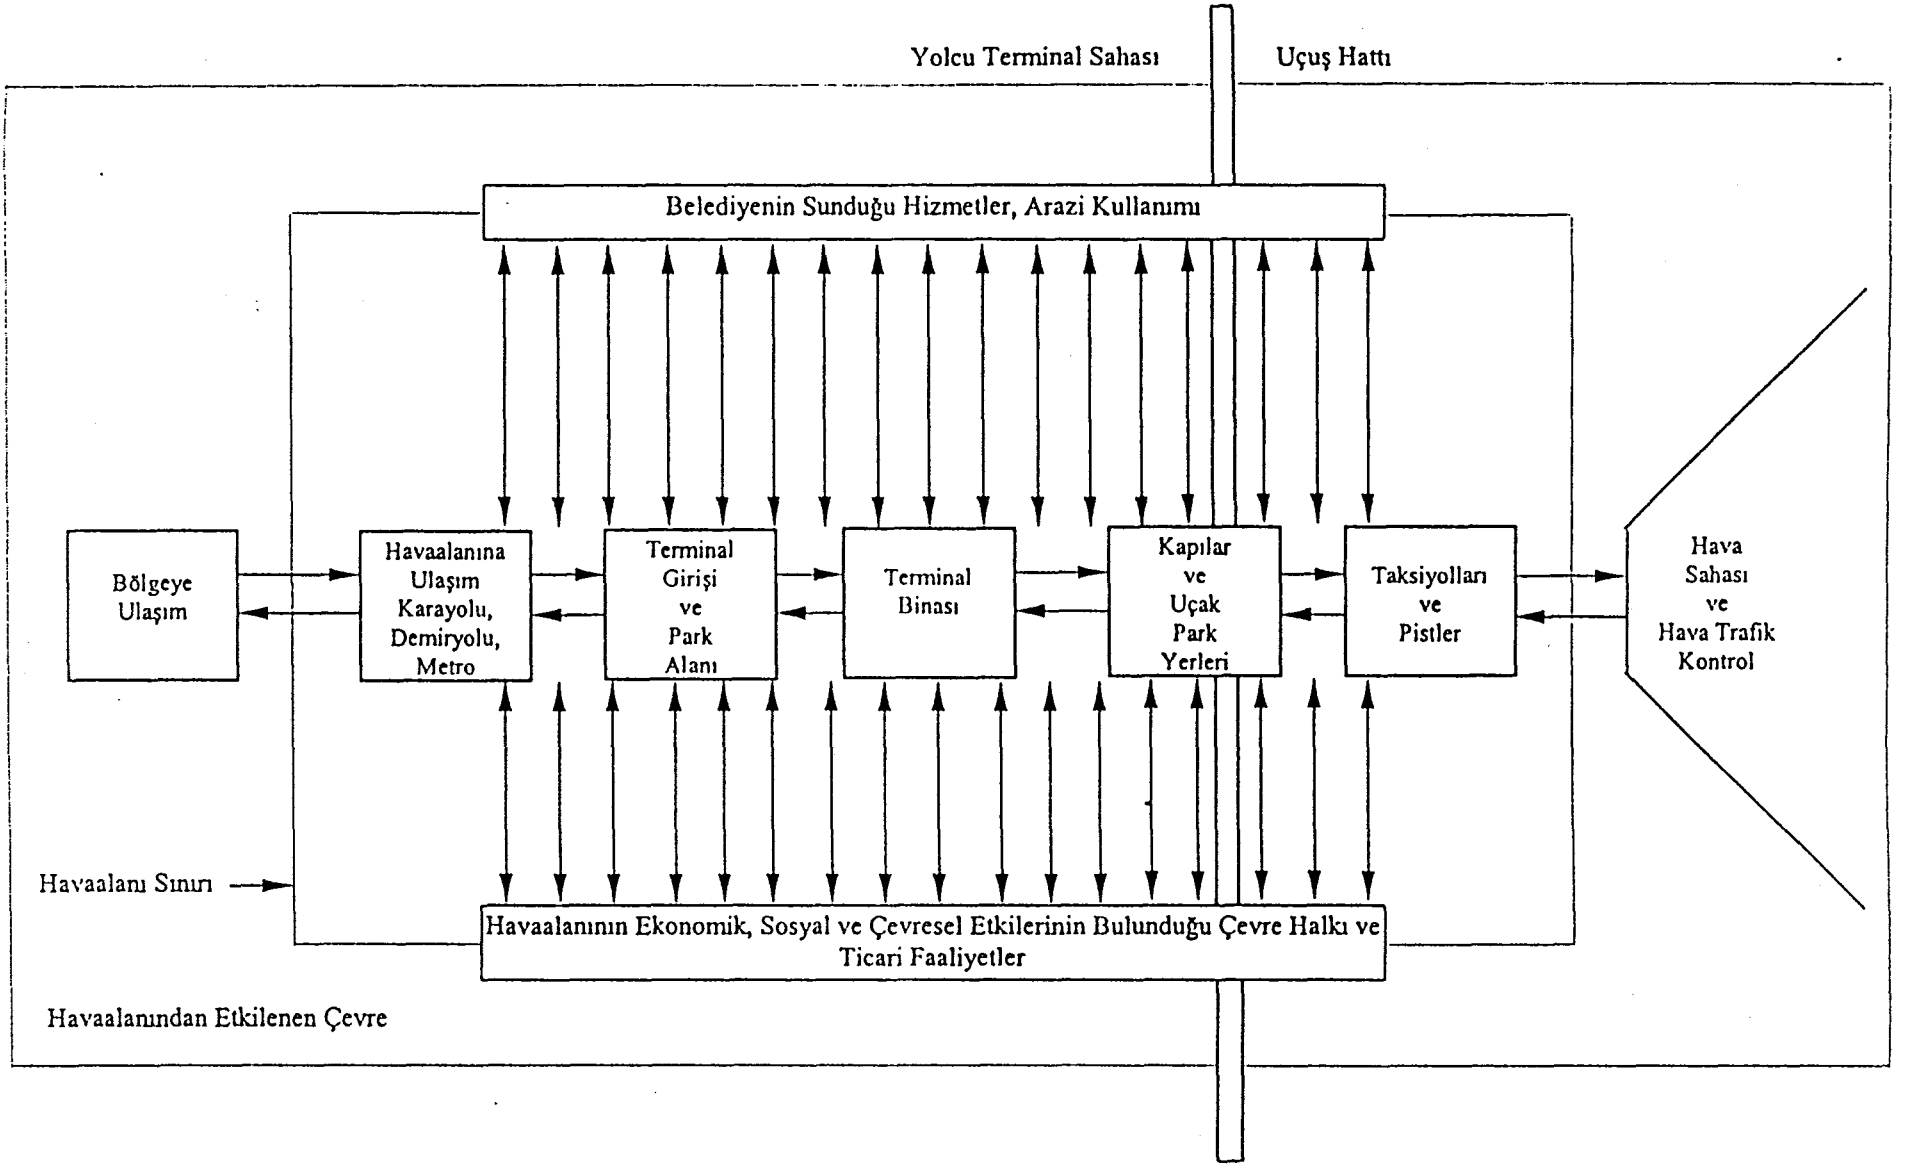 Yolcu Terminal Sahası
Uçuş Hattı
Belediyenin Sunduğu Hizmetler, Arazi Kullanımı
Bölgeye
Ulaşım
Havaalanına
Ulaşım
Karayolu,
Demiryolu,
Metro
Terminal
Girişi
ve
Park
Alanı
Terminal
Binası
Kapılar
ve
Uçak
Park
Yerleri
Taksiyolları
ve
Pistler
Hava
Sahası
ve
Hava Trafik
Kontrol
Havaalanı Sınırı
Havaalanının Ekonomik, Sosyal ve Çevresel Etkilerinin Bulunduğu Çevre Halkı ve
Ticari Faaliyetler
Havaalanından Etkilenen Çevre